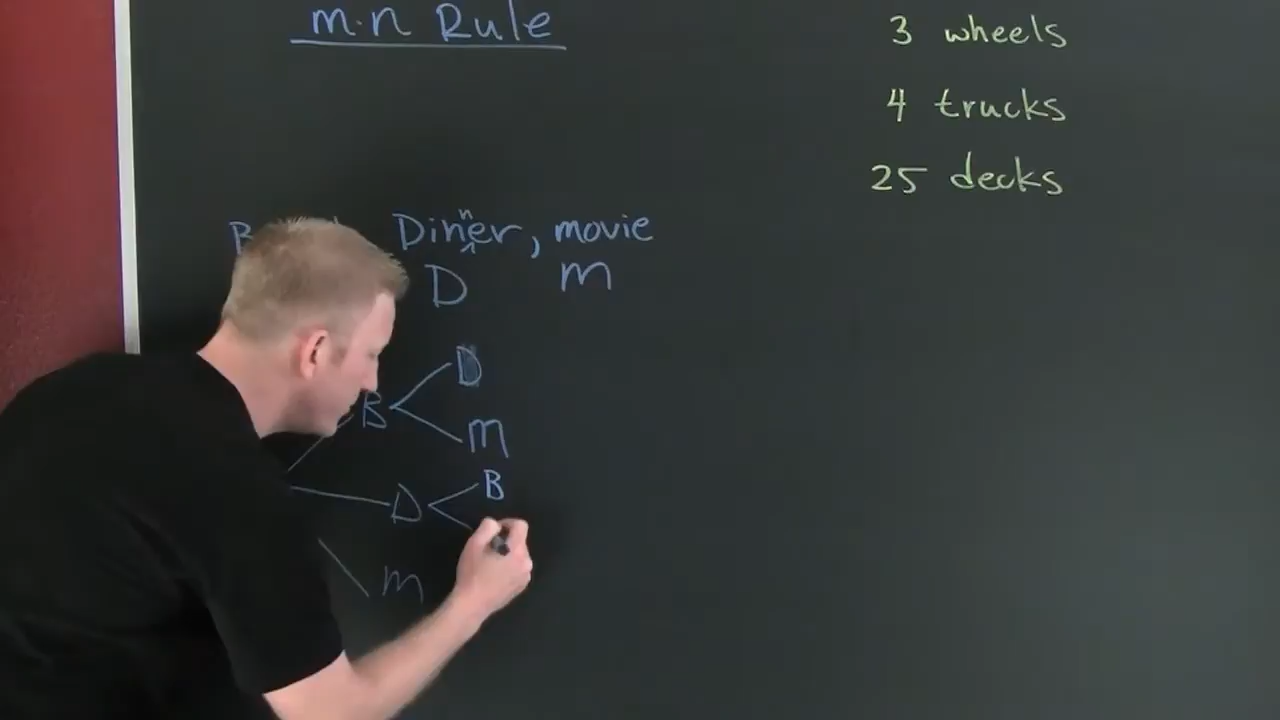 m·n Rule
3 wheels
4 trucks
25 decks
Dinner, movie
D m
D
B
m
B
D
m